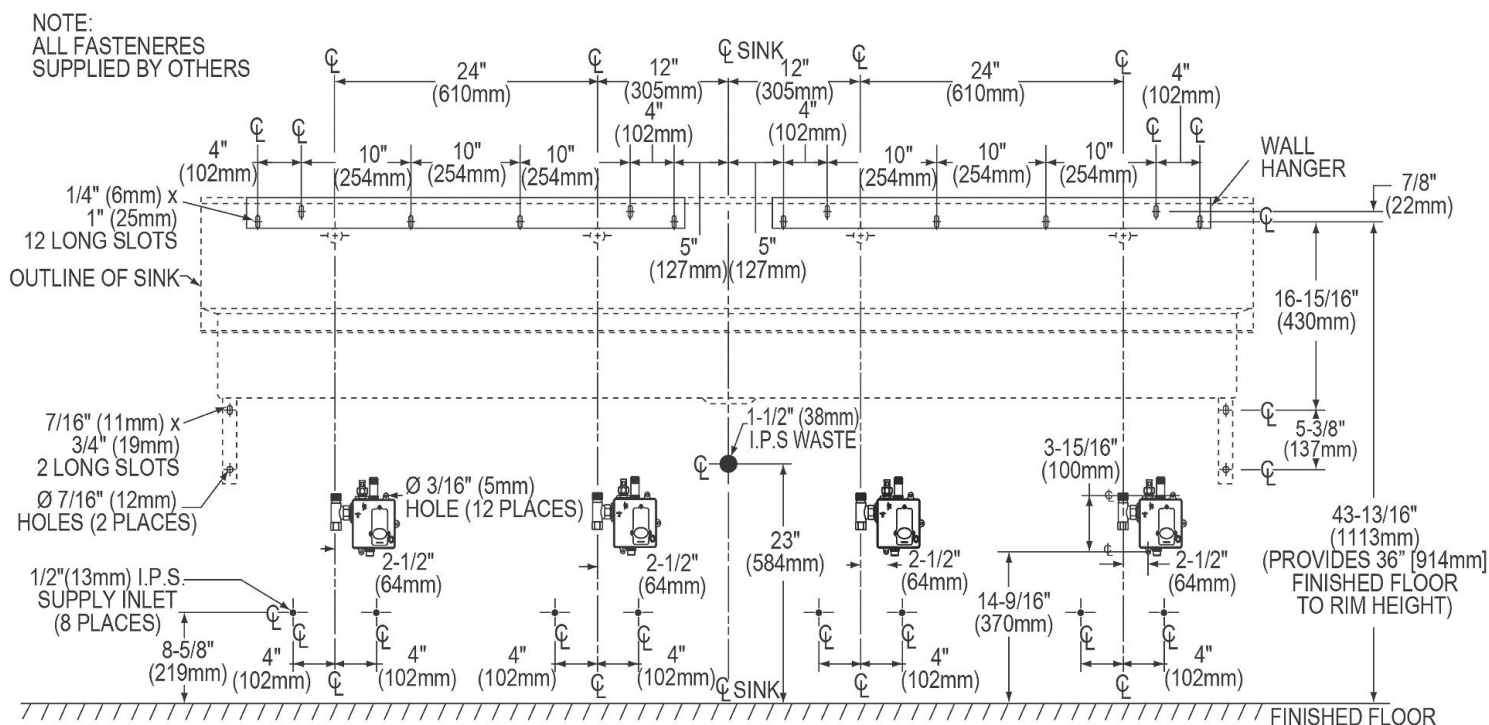 NOTE:
ALL FASTENERES
SUPPLIED BY OTHERS
℄
℄
℄ SINK
℄
℄
24"
(610mm)
12"
(305mm)
12"
(305mm)
24"
(610mm)
4"
(102mm)
4"
(102mm)
4"
(102mm)
℄
℄
℄
℄
4"
(102mm)
10"
(254mm)
10"
(254mm)
10"
(254mm)
10"
(254mm)
10"
(254mm)
10"
(254mm)
WALL
HANGER
7/8"
(22mm)
℄
1/4" (6mm) x
1" (25mm)
12 LONG SLOTS
5"
(127mm)
5"
(127mm)
OUTLINE OF SINK
16-15/16"
(430mm)
7/16" (11mm) x
3/4" (19mm)
2 LONG SLOTS
1-1/2" (38mm)
I.P.S WASTE
℄
℄
5-3/8"
(137mm)
℄
3-15/16"
(100mm)
Ø 7/16" (12mm)
HOLES (2 PLACES)
Ø 3/16" (5mm)
HOLE (12 PLACES)
℄
℄
43-13/16"
(1113mm)
(PROVIDES 36” [914mm]
FINISHED FLOOR
TO RIM HEIGHT)
23"
(584mm)
2-1/2"
(64mm)
2-1/2"
(64mm)
2-1/2"
(64mm)
2-1/2"
(64mm)
1/2"(13mm) I.P.S.
SUPPLY INLET
(8 PLACES)
14-9/16"
(370mm)
℄
℄
℄
℄
℄
℄
℄
℄
℄
8-5/8"
(219mm)
4"
(102mm)
4"
(102mm)
4"
(102mm)
4"
(102mm)
4"
(102mm)
4"
(102mm)
℄
℄
℄ SINK
℄
℄
FINISHED FLOOR